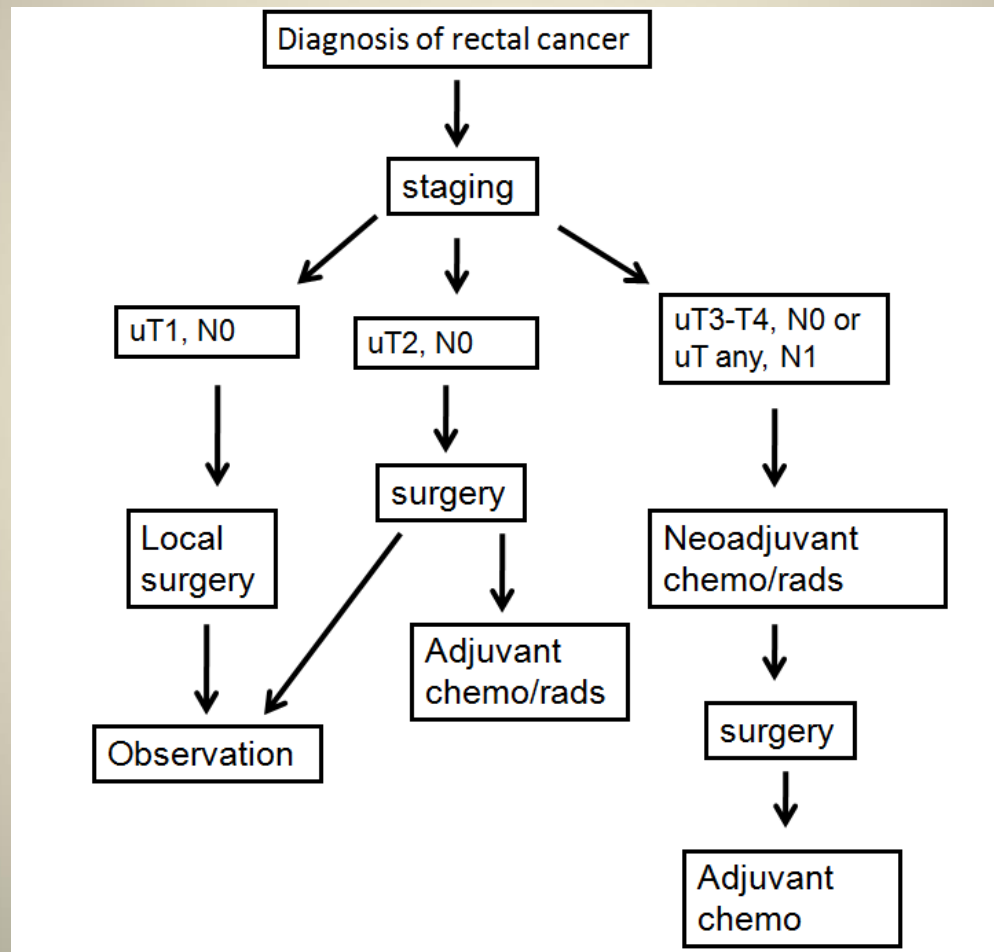 Diagnosis of rectal cancer
staging
uT1, N0
uT2, N0
uT3-T4, N0 or
uT any, N1
surgery
Local
surgery
Neoadjuvant
chemo/rads
Adjuvant
chemo/rads
Observation
surgery
Adjuvant
chemo